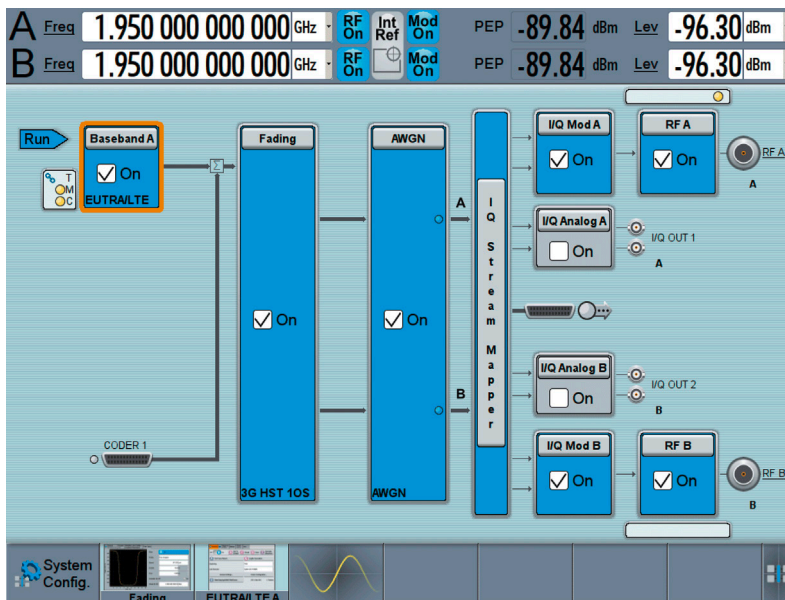 A Freq 1.950 000 000 000 GHz RF On Int Ref Mod On PEP -89.84 dBm Lev -96.30 dBm
B Freq 1.950 000 000 000 GHz RF On Mod On PEP -89.84 dBm Lev -96.30 dBm
Run
Baseband A
On
EUTRA/LTE
T
M
C
Σ
Fading
On
3G HST 1OS
AWGN
On
AWGN
A
B
I
Q
S
t
r
e
a
m
M
a
p
p
e
r
I/Q Mod A
On
RF A
On
RF A
A
I/Q Analog A
On
I/Q OUT 1
A
I/Q Analog B
On
I/Q OUT 2
B
I/Q Mod B
On
RF B
On
RF B
B
CODER 1
System
Config.
Fading
EUTRA/LTE A